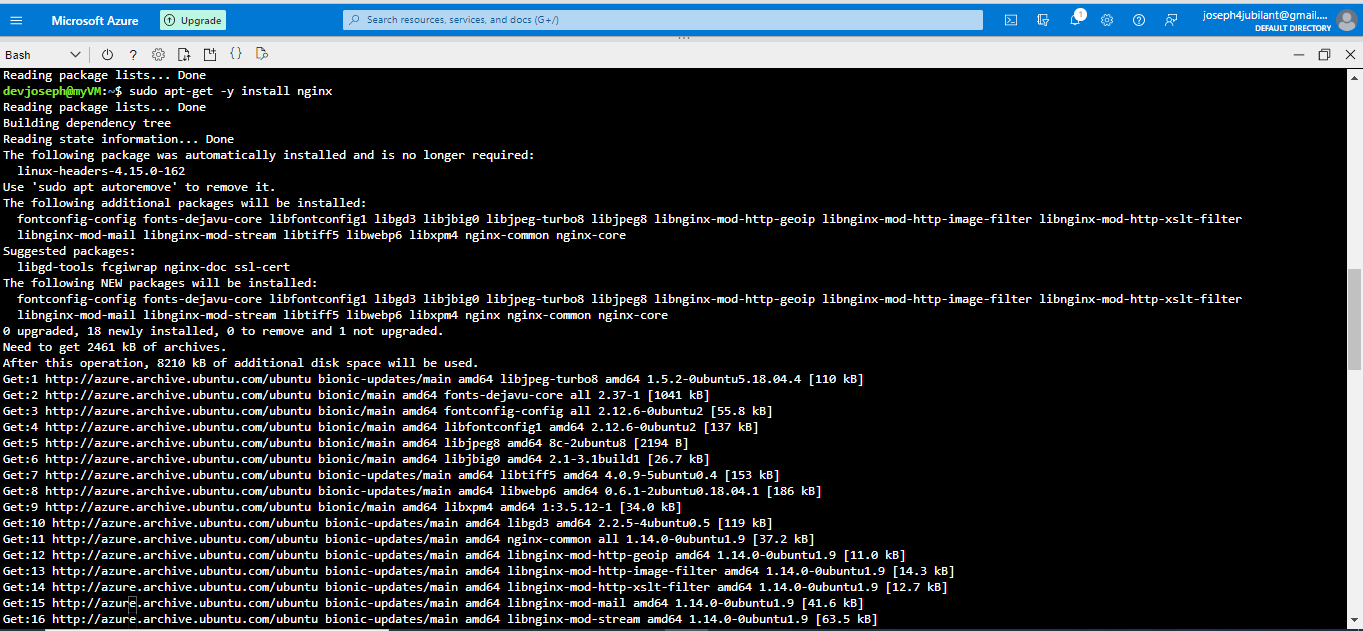 Microsoft Azure
Upgrade
Search resources, services, and docs (G+/)
1
joseph4jubilant@gmail....
DEFAULT DIRECTORY
Bash
Reading package lists... Done
devjoseph@myVM:~$ sudo apt-get -y install nginx
Reading package lists... Done
Building dependency tree
Reading state information... Done
The following package was automatically installed and is no longer required:
linux-headers-4.15.0-162
Use 'sudo apt autoremove' to remove it.
The following additional packages will be installed:
fontconfig-config fonts-dejavu-core libfontconfig1 libgd3 libjbig0 libjpeg-turbo8 libjpeg8 libnginx-mod-http-geoip libnginx-mod-http-image-filter libnginx-mod-http-xslt-filter
libnginx-mod-mail libnginx-mod-stream libtiff5 libwebp6 libxpm4 nginx-common nginx-core
Suggested packages:
libgd-tools fcgiwrap nginx-doc ssl-cert
The following NEW packages will be installed:
fontconfig-config fonts-dejavu-core libfontconfig1 libgd3 libjbig0 libjpeg-turbo8 libjpeg8 libnginx-mod-http-geoip libnginx-mod-http-image-filter libnginx-mod-http-xslt-filter
libnginx-mod-mail libnginx-mod-stream libtiff5 libwebp6 libxpm4 nginx nginx-common nginx-core
0 upgraded, 18 newly installed, 0 to remove and 1 not upgraded.
Need to get 2461 kB of archives.
After this operation, 8210 kB of additional disk space will be used.
Get:1 http://azure.archive.ubuntu.com/ubuntu bionic-updates/main amd64 libjpeg-turbo8 amd64 1.5.2-0ubuntu5.18.04.4 [110 kB]
Get:2 http://azure.archive.ubuntu.com/ubuntu bionic/main amd64 fonts-dejavu-core all 2.37-1 [1041 kB]
Get:3 http://azure.archive.ubuntu.com/ubuntu bionic/main amd64 fontconfig-config all 2.12.6-0ubuntu2 [55.8 kB]
Get:4 http://azure.archive.ubuntu.com/ubuntu bionic/main amd64 libfontconfig1 amd64 2.12.6-0ubuntu2 [137 kB]
Get:5 http://azure.archive.ubuntu.com/ubuntu bionic/main amd64 libjpeg8 amd64 8c-2ubuntu8 [2194 B]
Get:6 http://azure.archive.ubuntu.com/ubuntu bionic/main amd64 libjbig0 amd64 2.1-3.1build1 [26.7 kB]
Get:7 http://azure.archive.ubuntu.com/ubuntu bionic-updates/main amd64 libtiff5 amd64 4.0.9-5ubuntu0.4 [153 kB]
Get:8 http://azure.archive.ubuntu.com/ubuntu bionic-updates/main amd64 libwebp6 amd64 0.6.1-2ubuntu0.18.04.1 [186 kB]
Get:9 http://azure.archive.ubuntu.com/ubuntu bionic/main amd64 libxpm4 amd64 1:3.5.12-1 [34.0 kB]
Get:10 http://azure.archive.ubuntu.com/ubuntu bionic-updates/main amd64 libgd3 amd64 2.2.5-4ubuntu0.5 [119 kB]
Get:11 http://azure.archive.ubuntu.com/ubuntu bionic-updates/main amd64 nginx-common all 1.14.0-0ubuntu1.9 [37.2 kB]
Get:12 http://azure.archive.ubuntu.com/ubuntu bionic-updates/main amd64 libnginx-mod-http-geoip amd64 1.14.0-0ubuntu1.9 [11.0 kB]
Get:13 http://azure.archive.ubuntu.com/ubuntu bionic-updates/main amd64 libnginx-mod-http-image-filter amd64 1.14.0-0ubuntu1.9 [14.3 kB]
Get:14 http://azure.archive.ubuntu.com/ubuntu bionic-updates/main amd64 libnginx-mod-http-xslt-filter amd64 1.14.0-0ubuntu1.9 [12.7 kB]
Get:15 http://azure.archive.ubuntu.com/ubuntu bionic-updates/main amd64 libnginx-mod-mail amd64 1.14.0-0ubuntu1.9 [41.6 kB]
Get:16 http://azure.archive.ubuntu.com/ubuntu bionic-updates/main amd64 libnginx-mod-stream amd64 1.14.0-0ubuntu1.9 [63.5 kB]